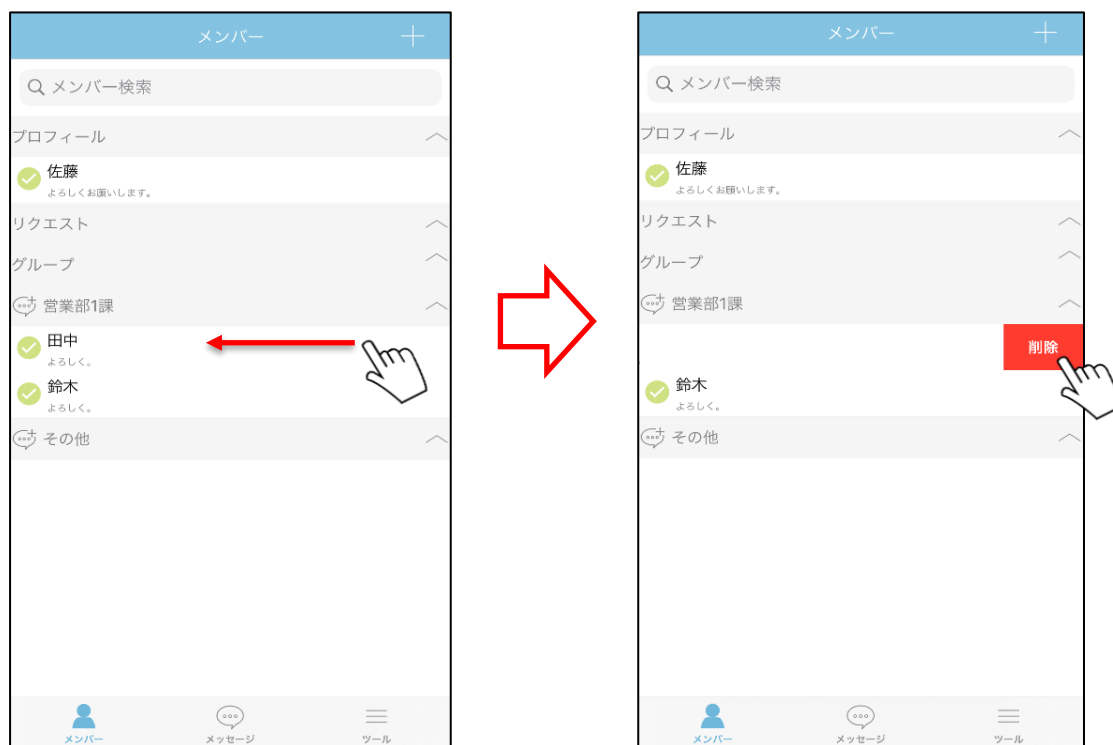 メンバー
メンバー検索
プロフィール
佐藤
よろしくお願いします。
リクエスト
グループ
営業部1課
田中
よろしく。
鈴木
よろしく。
その他
メンバー
メッセージ
ツール
メンバー
メンバー検索
プロフィール
佐藤
よろしくお願いします。
リクエスト
グループ
営業部1課
削除
鈴木
よろしく。
その他
メンバー
メッセージ
ツール